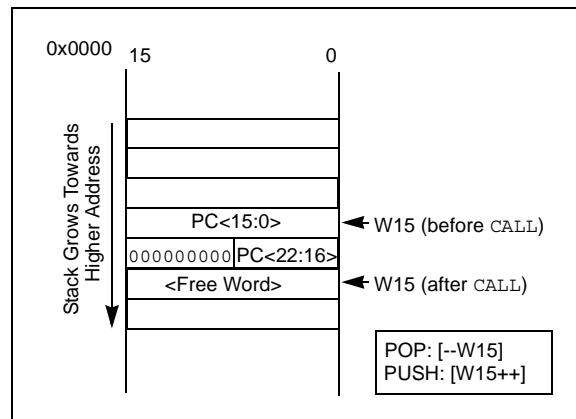 0x0000
15
0
Stack Grows Towards
Higher Address
PC<15:0>
W15 (before CALL)
000000000
PC<22:16>
<Free Word>
W15 (after CALL)
POP: [--W15]
PUSH: [W15++]